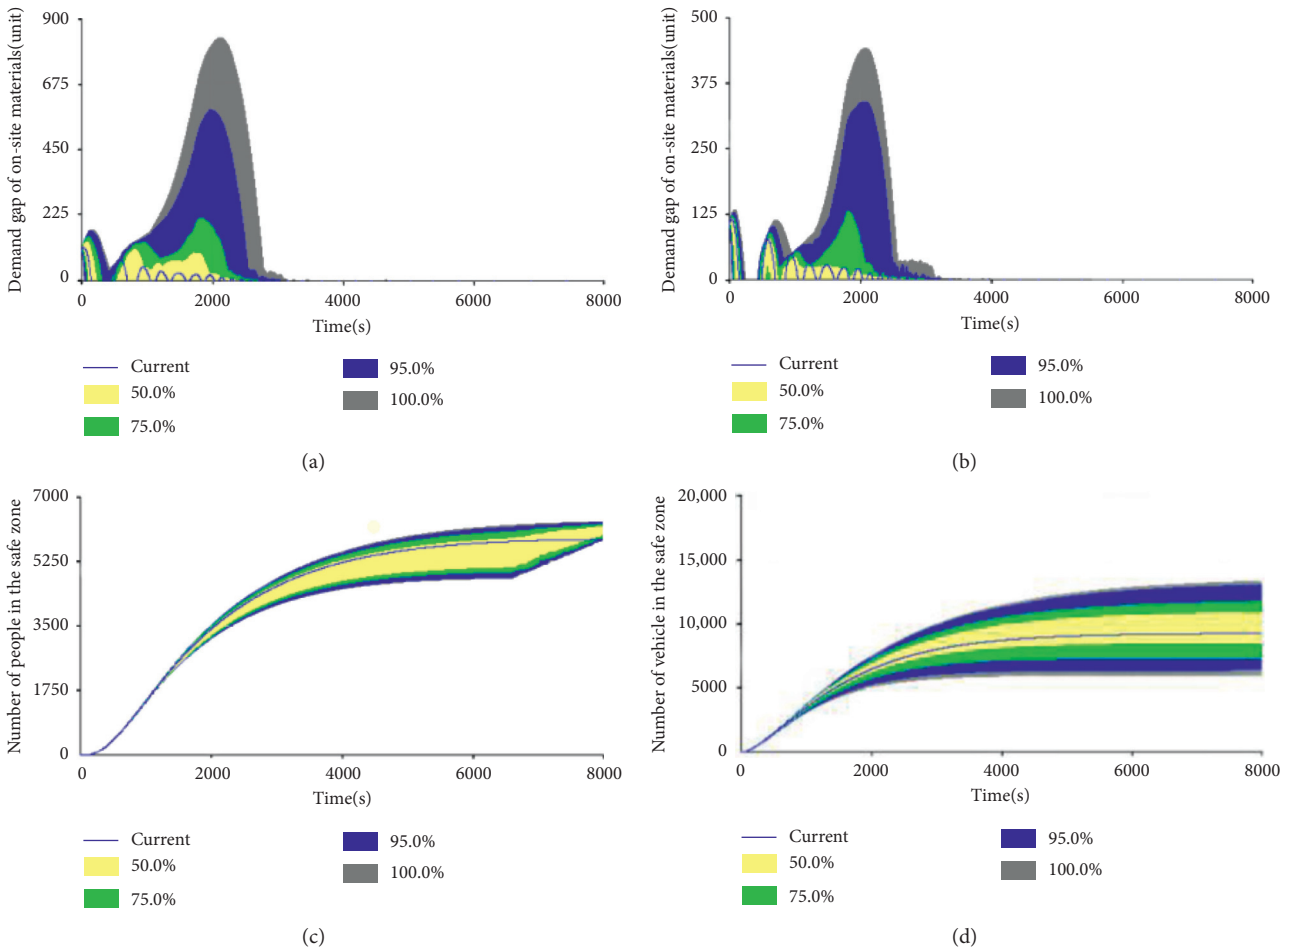 Demand gap of on-site materials(unit)
900
675
450
225
0
0 2000 4000 6000 8000
Time(s)
Current
50.0%
75.0%
95.0%
100.0%
(a)
Demand gap of on-site materials(unit)
500
375
250
125
0
0 2000 4000 6000 8000
Time(s)
Current
50.0%
75.0%
95.0%
100.0%
(b)
Number of people in the safe zone
7000
5250
3500
1750
0
0 2000 4000 6000 8000
Time(s)
Current
50.0%
75.0%
95.0%
100.0%
(c)
Number of vehicle in the safe zone
20,000
15,000
10,000
5000
0
0 2000 4000 6000 8000
Time(s)
Current
50.0%
75.0%
95.0%
100.0%
(d)